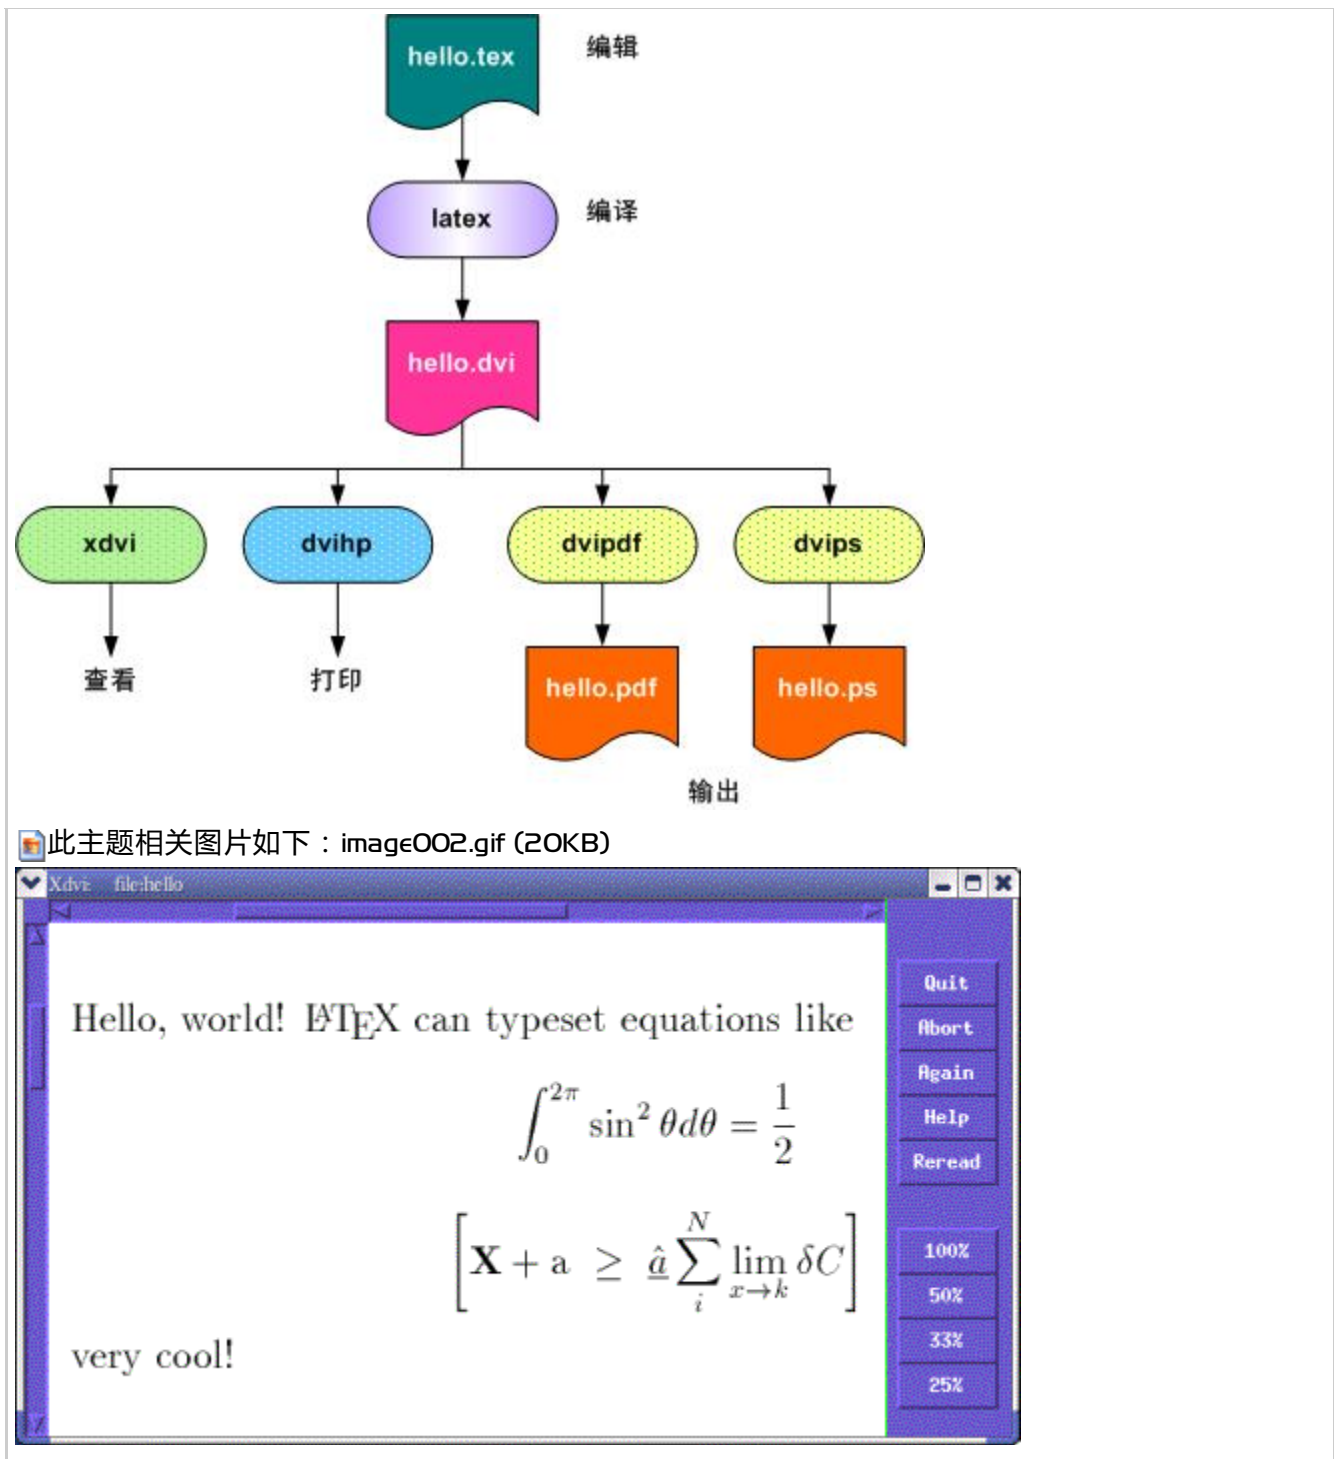 hello.tex 编辑
latex 编译
hello.dvi
xdvi dvihp dvipdf dvips
查看 打印 hello.pdf hello.ps
输出
此主题相关图片如下：image002.gif (20KB)
Xdvi: file:hello
Quit
Hello, world! LATEX can typeset equations like
Abort
Again
∫₀^{2π} sin² θdθ = 1/2
Help
Reread
[X + a ≥ â ∑_i^N lim_{x→k} δC]
100%
50%
33%
very cool!
25%